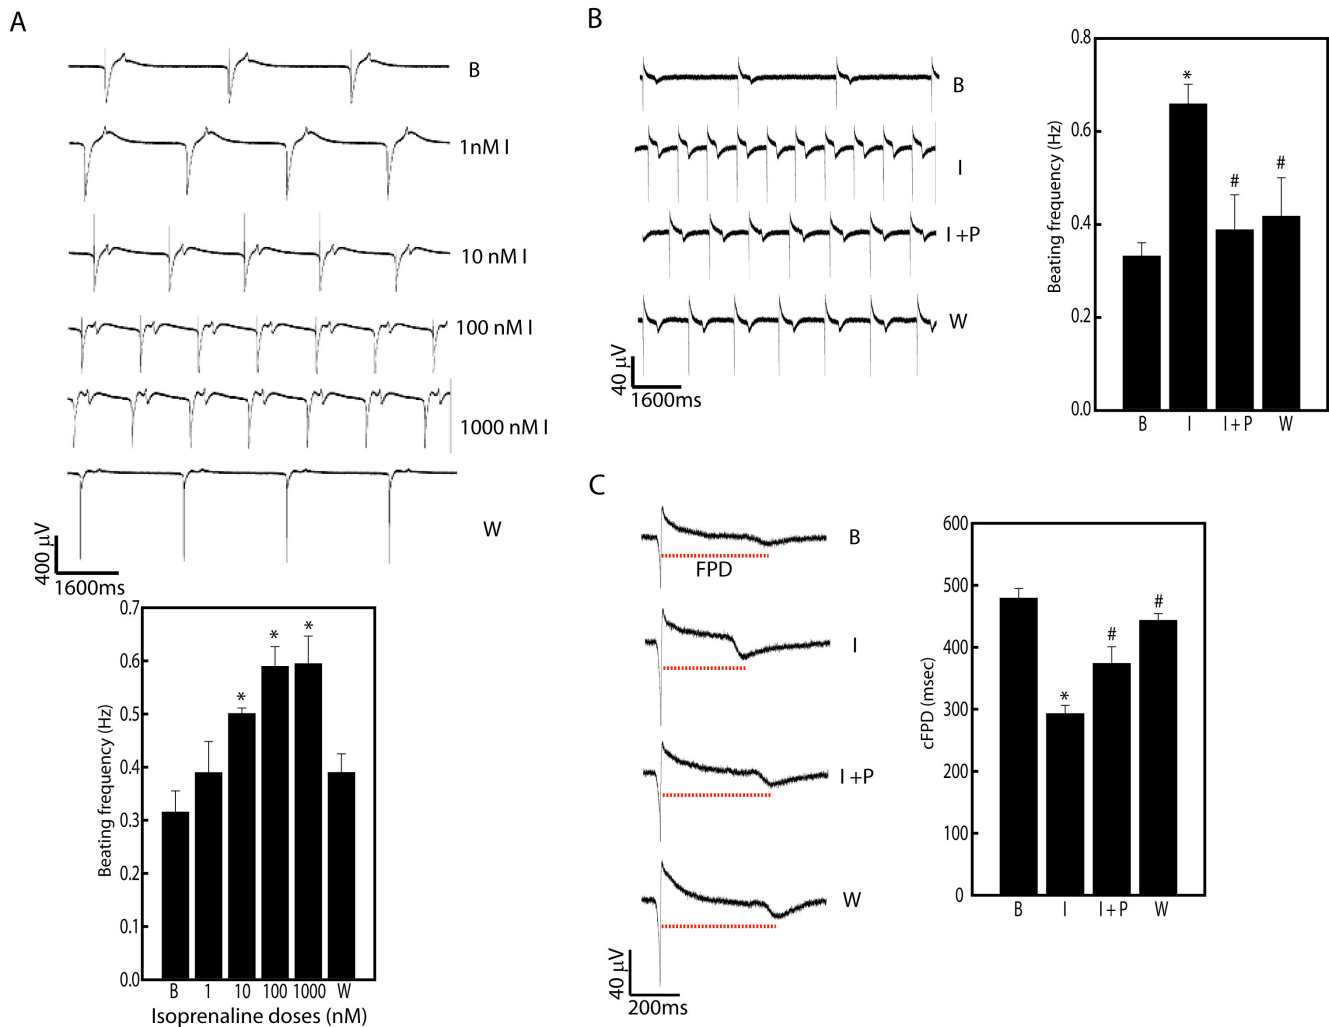 A
B
1nM I
10 nM I
100 nM I
1000 nM I
W
400 µV
1600ms
0.7
0.6
0.5
0.4
0.3
0.2
0.1
0.0
Beating frequency (Hz)
* * *
B 1 10 100 1000 W
Isoprenaline doses (nM)
B
B
I
I +P
W
40 µV
1600ms
0.8
0.6
0.4
0.2
0.0
Beating frequency (Hz)
* # #
B I I + P W
C
B
FPD
I
I +P
W
40 µV
200ms
600
500
400
300
200
100
0
cFPD (msec)
* # #
B I I + P W